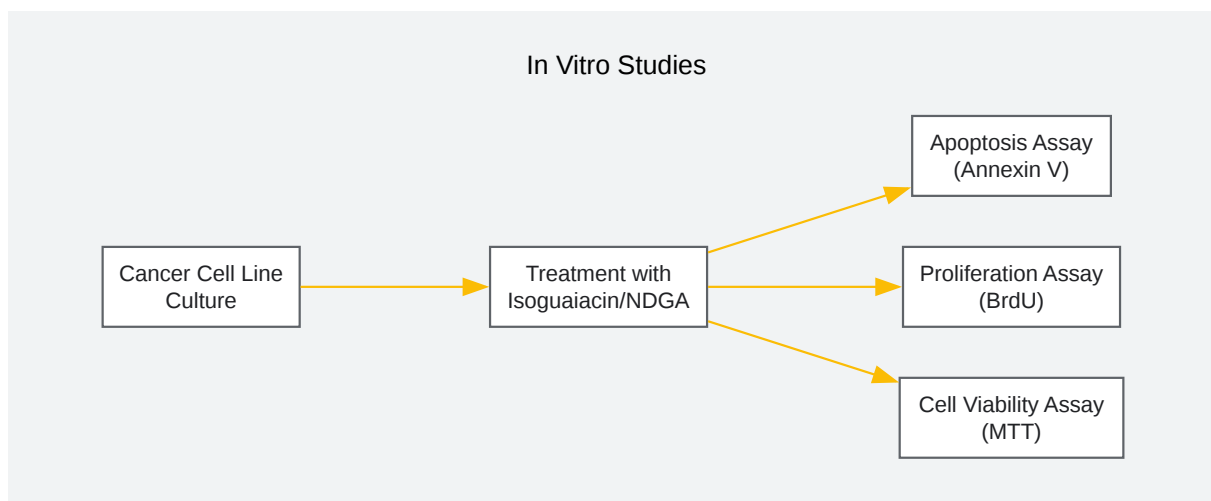 In Vitro Studies
Cancer Cell Line
Culture
Treatment with
Isoguaiacin/NDGA
Apoptosis Assay
(Annexin V)
Proliferation Assay
(BrdU)
Cell Viability Assay
(MTT)